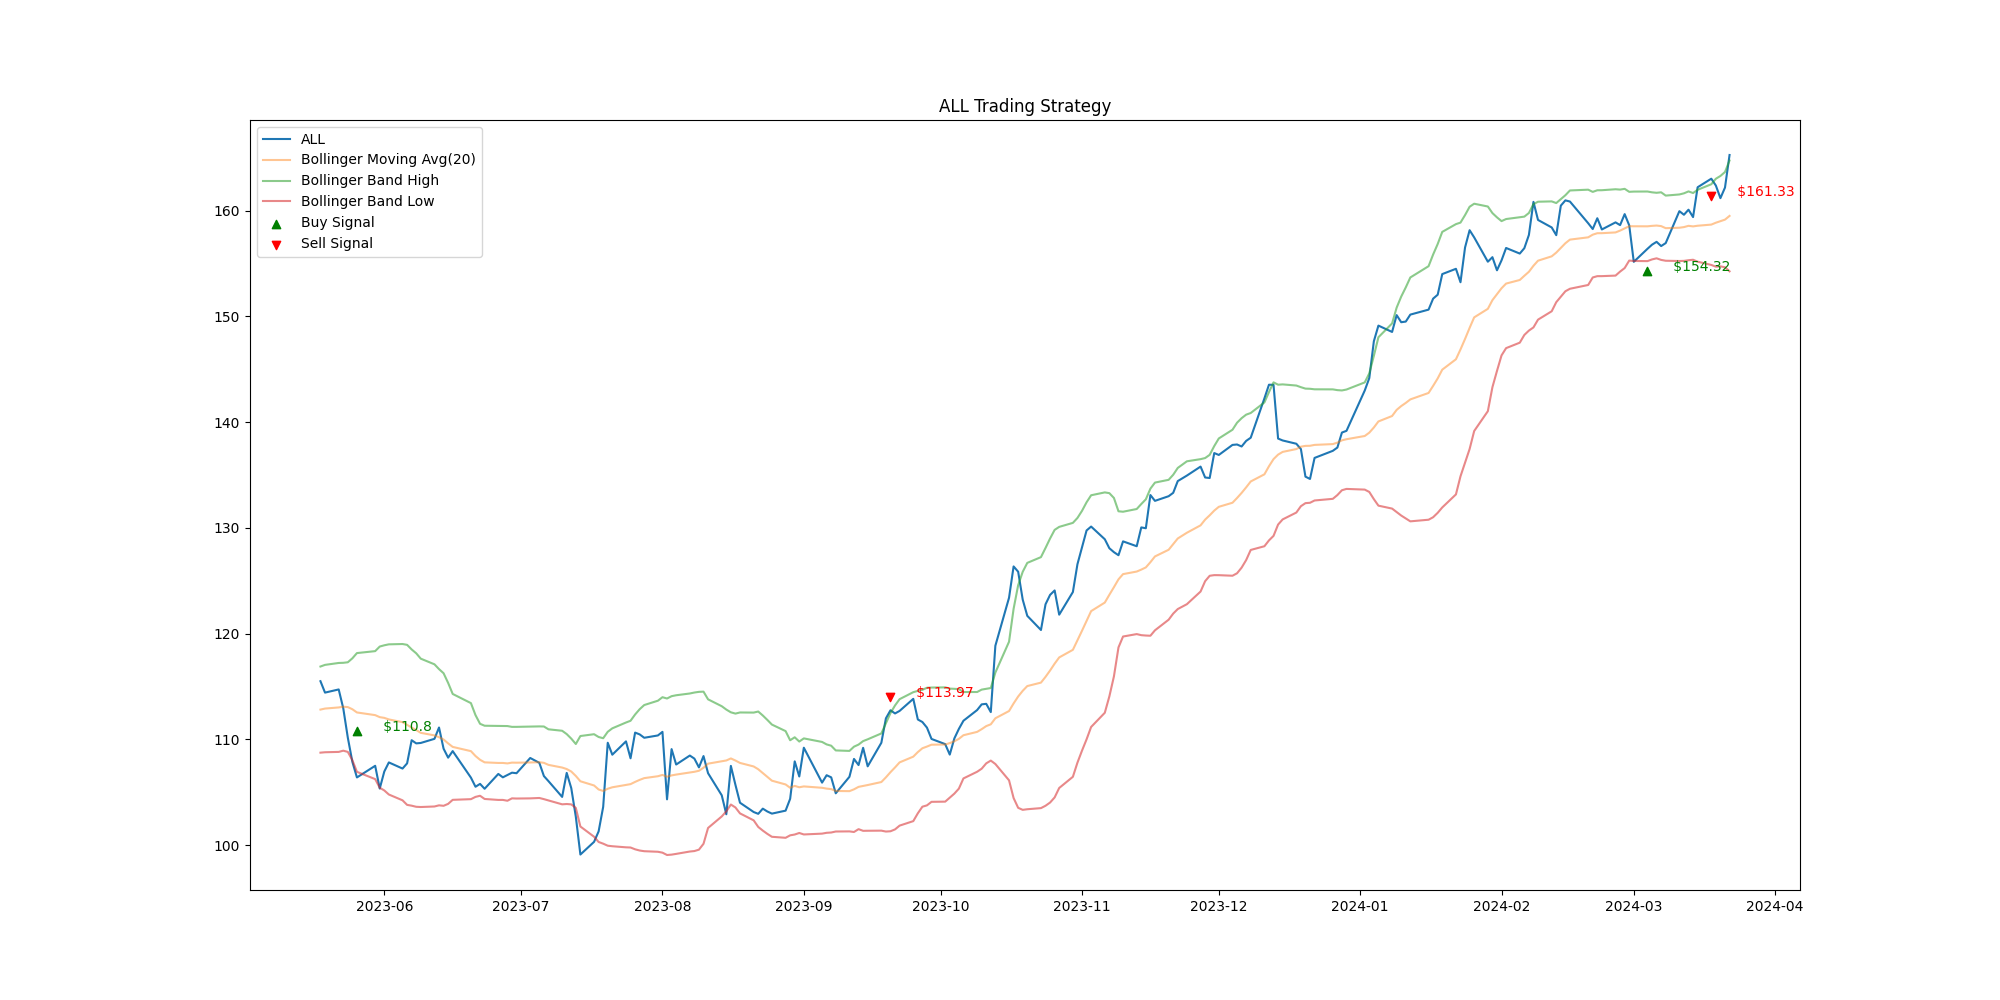 ALL Trading Strategy
ALL
Bollinger Moving Avg(20)
Bollinger Band High
Bollinger Band Low
Buy Signal
Sell Signal
160
150
140
130
120
110
100
$161.33
$154.32
$113.97
$110.8
2023-06 2023-07 2023-08 2023-09 2023-10 2023-11 2023-12 2024-01 2024-02 2024-03 2024-04